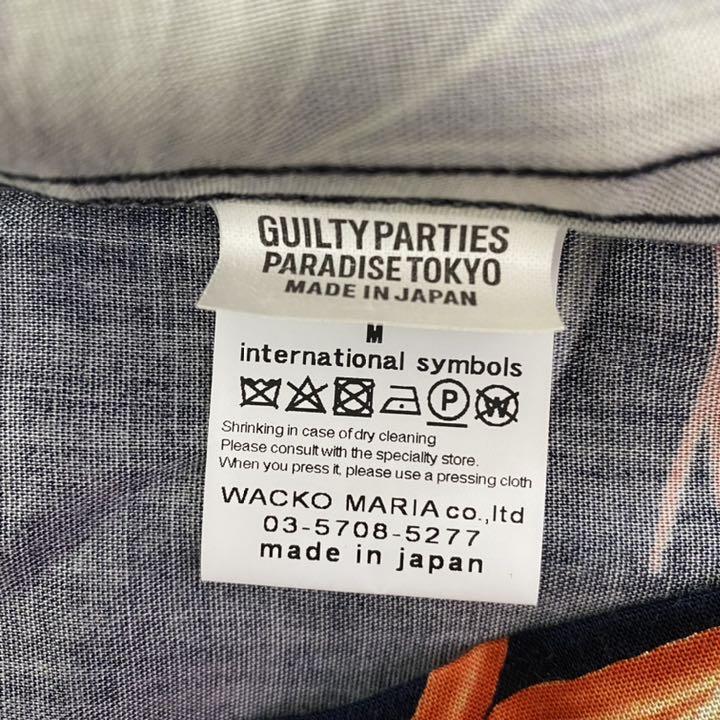 GUILTY PARTIES
PARADISE TOKYO
MADE IN JAPAN
M
international symbols
P W
Shrinking in case of dry cleaning
Please consult with the speciality store.
When you press it, please use a pressing cloth
WACKO MARIA co.,ltd
03-5708-5277
made in japan